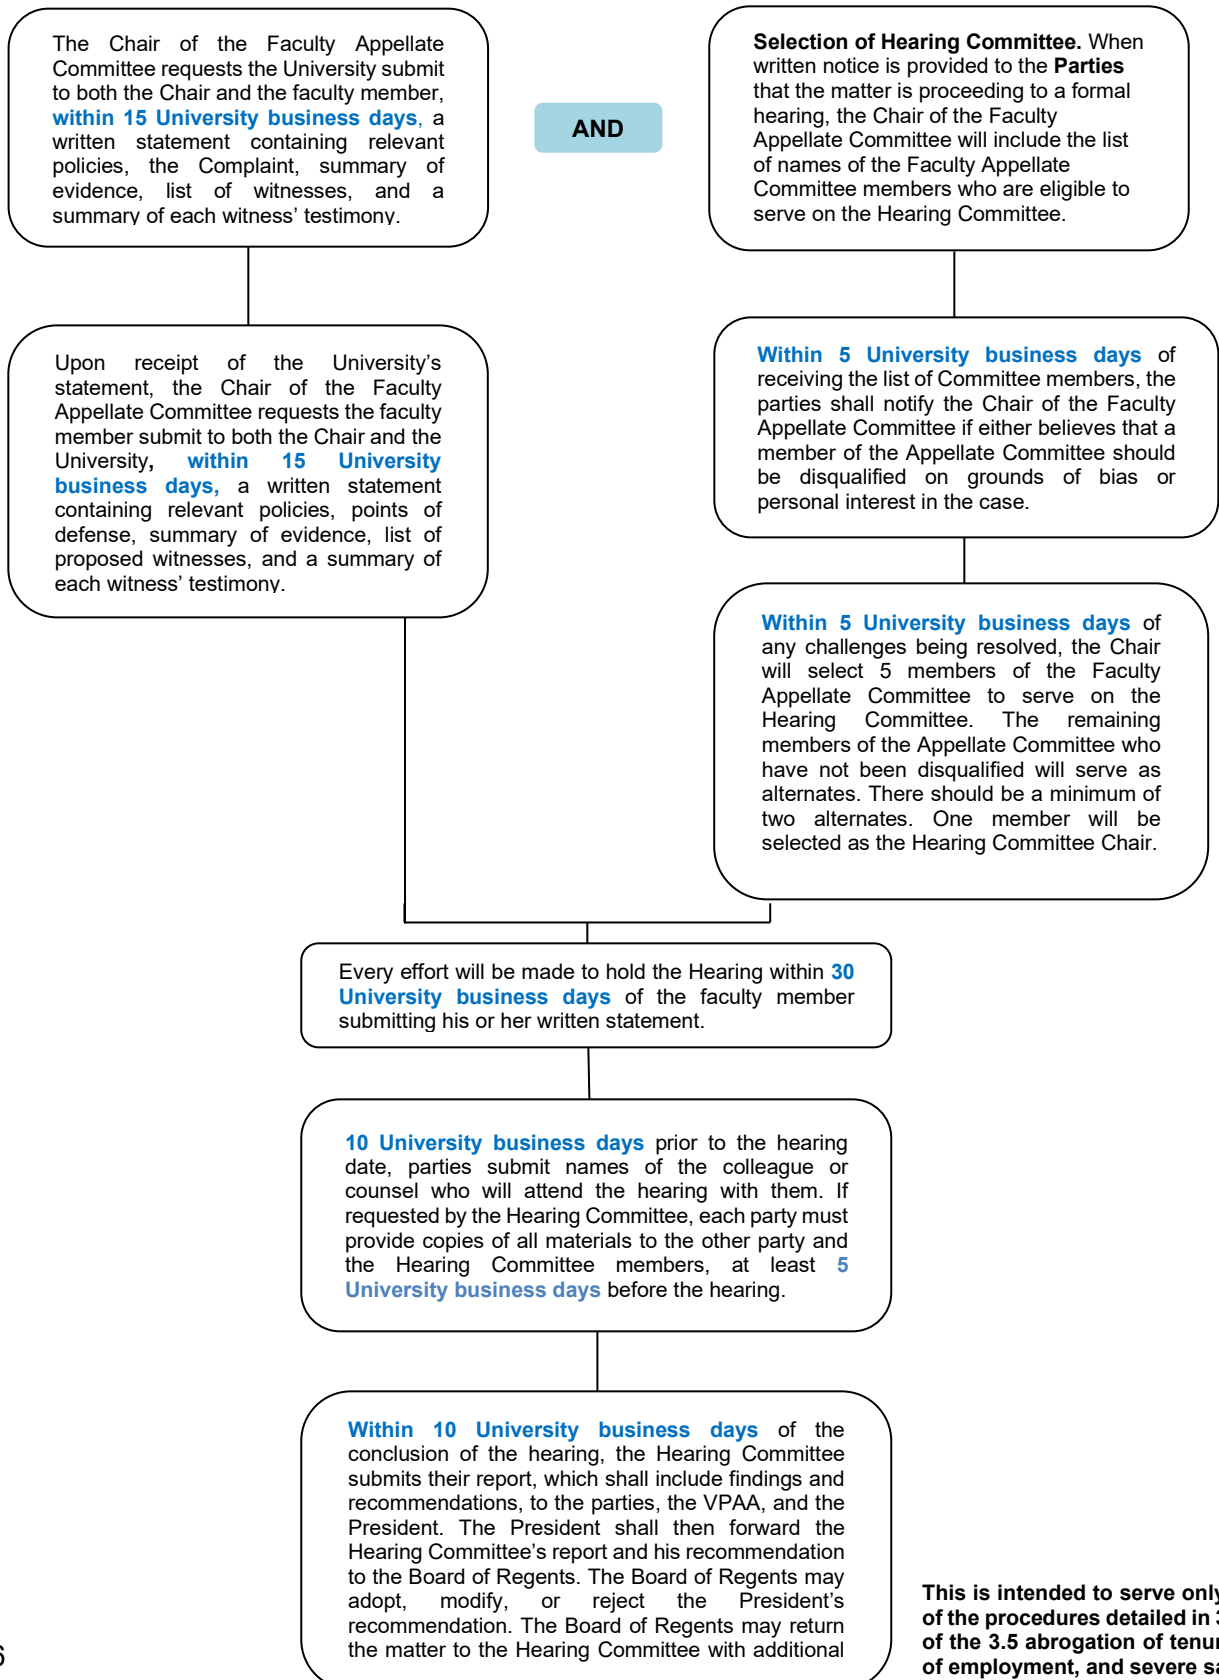 The Chair of the Faculty Appellate
Committee requests the University submit
to both the Chair and the faculty member,
within 15 University business days, a
written statement containing relevant
policies, the Complaint, summary of
evidence, list of witnesses, and a
summary of each witness’ testimony.
AND
Selection of Hearing Committee. When
written notice is provided to the Parties
that the matter is proceeding to a formal
hearing, the Chair of the Faculty
Appellate Committee will include the list
of names of the Faculty Appellate
Committee members who are eligible to
serve on the Hearing Committee.
Upon receipt of the University’s
statement, the Chair of the Faculty
Appellate Committee requests the faculty
member submit to both the Chair and the
University, within 15 University
business days, a written statement
containing relevant policies, points of
defense, summary of evidence, list of
proposed witnesses, and a summary of
each witness’ testimony.
Within 5 University business days of
receiving the list of Committee members, the
parties shall notify the Chair of the Faculty
Appellate Committee if either believes that a
member of the Appellate Committee should
be disqualified on grounds of bias or
personal interest in the case.
Within 5 University business days of
any challenges being resolved, the Chair
will select 5 members of the Faculty
Appellate Committee to serve on the
Hearing Committee. The remaining
members of the Appellate Committee who
have not been disqualified will serve as
alternates. There should be a minimum of
two alternates. One member will be
selected as the Hearing Committee Chair.
Every effort will be made to hold the Hearing within 30
University business days of the faculty member
submitting his or her written statement.
10 University business days prior to the hearing
date, parties submit names of the colleague or
counsel who will attend the hearing with them. If
requested by the Hearing Committee, each party must
provide copies of all materials to the other party and
the Hearing Committee members, at least 5
University business days before the hearing.
Within 10 University business days of the
conclusion of the hearing, the Hearing Committee
submits their report, which shall include findings and
recommendations, to the parties, the VPAA, and the
President. The President shall then forward the
Hearing Committee’s report and his recommendation
to the Board of Regents. The Board of Regents may
adopt, modify, or reject the President’s
recommendation. The Board of Regents may return
the matter to the Hearing Committee with additional
This is intended to serve only
of the procedures detailed in 3
of the 3.5 abrogation of tenur
of employment, and severe sa